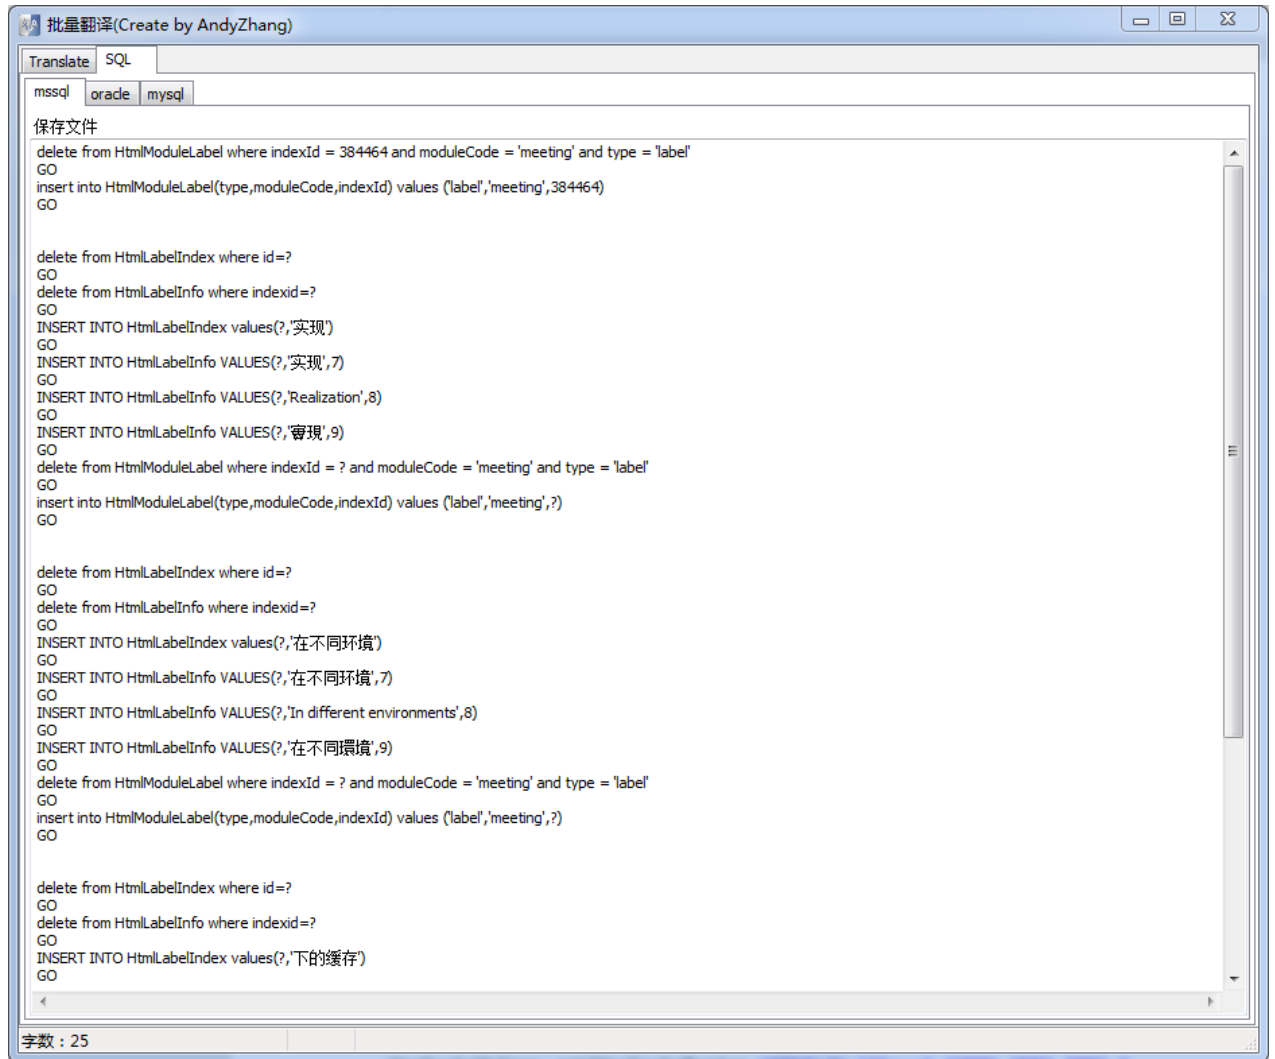 批量翻译(Create by AndyZhang)
Translate SQL
mssql oracle mysql
保存文件
delete from HtmlModuleLabel where indexId = 384464 and moduleCode = 'meeting' and type = 'label'
GO
insert into HtmlModuleLabel(type,moduleCode,indexId) values ('label','meeting',384464)
GO
delete from HtmlLabelIndex where id=?
GO
delete from HtmlLabelInfo where indexid=?
GO
INSERT INTO HtmlLabelIndex values(?,'实现')
GO
INSERT INTO HtmlLabelInfo VALUES(?,'实现',7)
GO
INSERT INTO HtmlLabelInfo VALUES(?,'Realization',8)
GO
INSERT INTO HtmlLabelInfo VALUES(?,'實現',9)
GO
delete from HtmlModuleLabel where indexId = ? and moduleCode = 'meeting' and type = 'label'
GO
insert into HtmlModuleLabel(type,moduleCode,indexId) values ('label','meeting',?)
GO
delete from HtmlLabelIndex where id=?
GO
delete from HtmlLabelInfo where indexid=?
GO
INSERT INTO HtmlLabelIndex values(?,'在不同环境')
GO
INSERT INTO HtmlLabelInfo VALUES(?,'在不同环境',7)
GO
INSERT INTO HtmlLabelInfo VALUES(?,'In different environments',8)
GO
INSERT INTO HtmlLabelInfo VALUES(?,'在不同環境',9)
GO
delete from HtmlModuleLabel where indexId = ? and moduleCode = 'meeting' and type = 'label'
GO
insert into HtmlModuleLabel(type,moduleCode,indexId) values ('label','meeting',?)
GO
delete from HtmlLabelIndex where id=?
GO
delete from HtmlLabelInfo where indexid=?
GO
INSERT INTO HtmlLabelIndex values(?,'下的缓存')
GO
字数：25